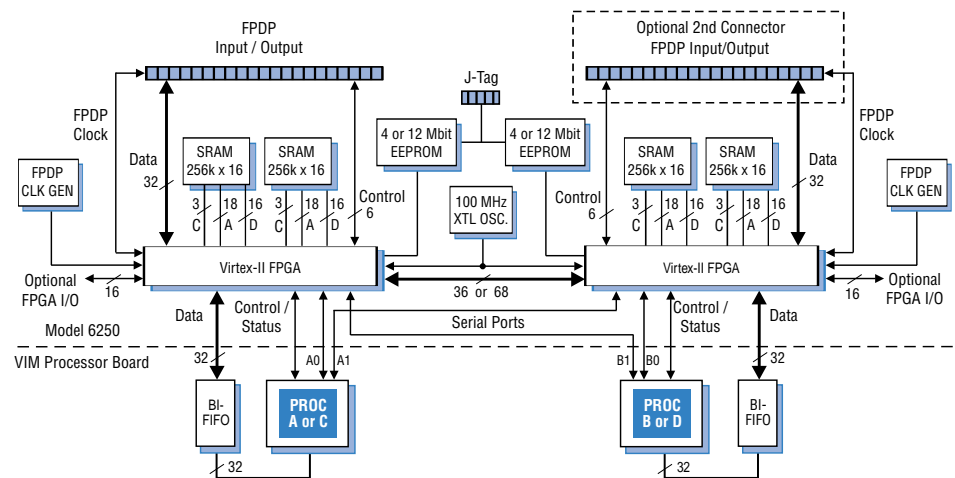 FPDP
Input / Output
Optional 2nd Connector
FPDP Input/Output
J-Tag
FPDP
Clock
FPDP
Clock
4 or 12 Mbit
EEPROM
4 or 12 Mbit
EEPROM
SRAM
256k x 16
SRAM
256k x 16
SRAM
256k x 16
SRAM
256k x 16
Data
32
Data
32
FPDP
CLK GEN
FPDP
CLK GEN
Control
6
Control
6
100 MHz
XTL OSC.
3
18
16
C
A
D
3
18
16
C
A
D
3
18
16
C
A
D
3
18
16
C
A
D
Virtex-II FPGA
Virtex-II FPGA
Optional
FPGA I/O
16
36 or 68
16
Optional
FPGA I/O
Data
Control /
Status
Serial Ports
Control /
Status
Data
Model 6250
VIM Processor Board
32
A0
A1
B1
B0
32
BI-
FIFO
PROC
A or C
PROC
B or D
BI-
FIFO
32
32